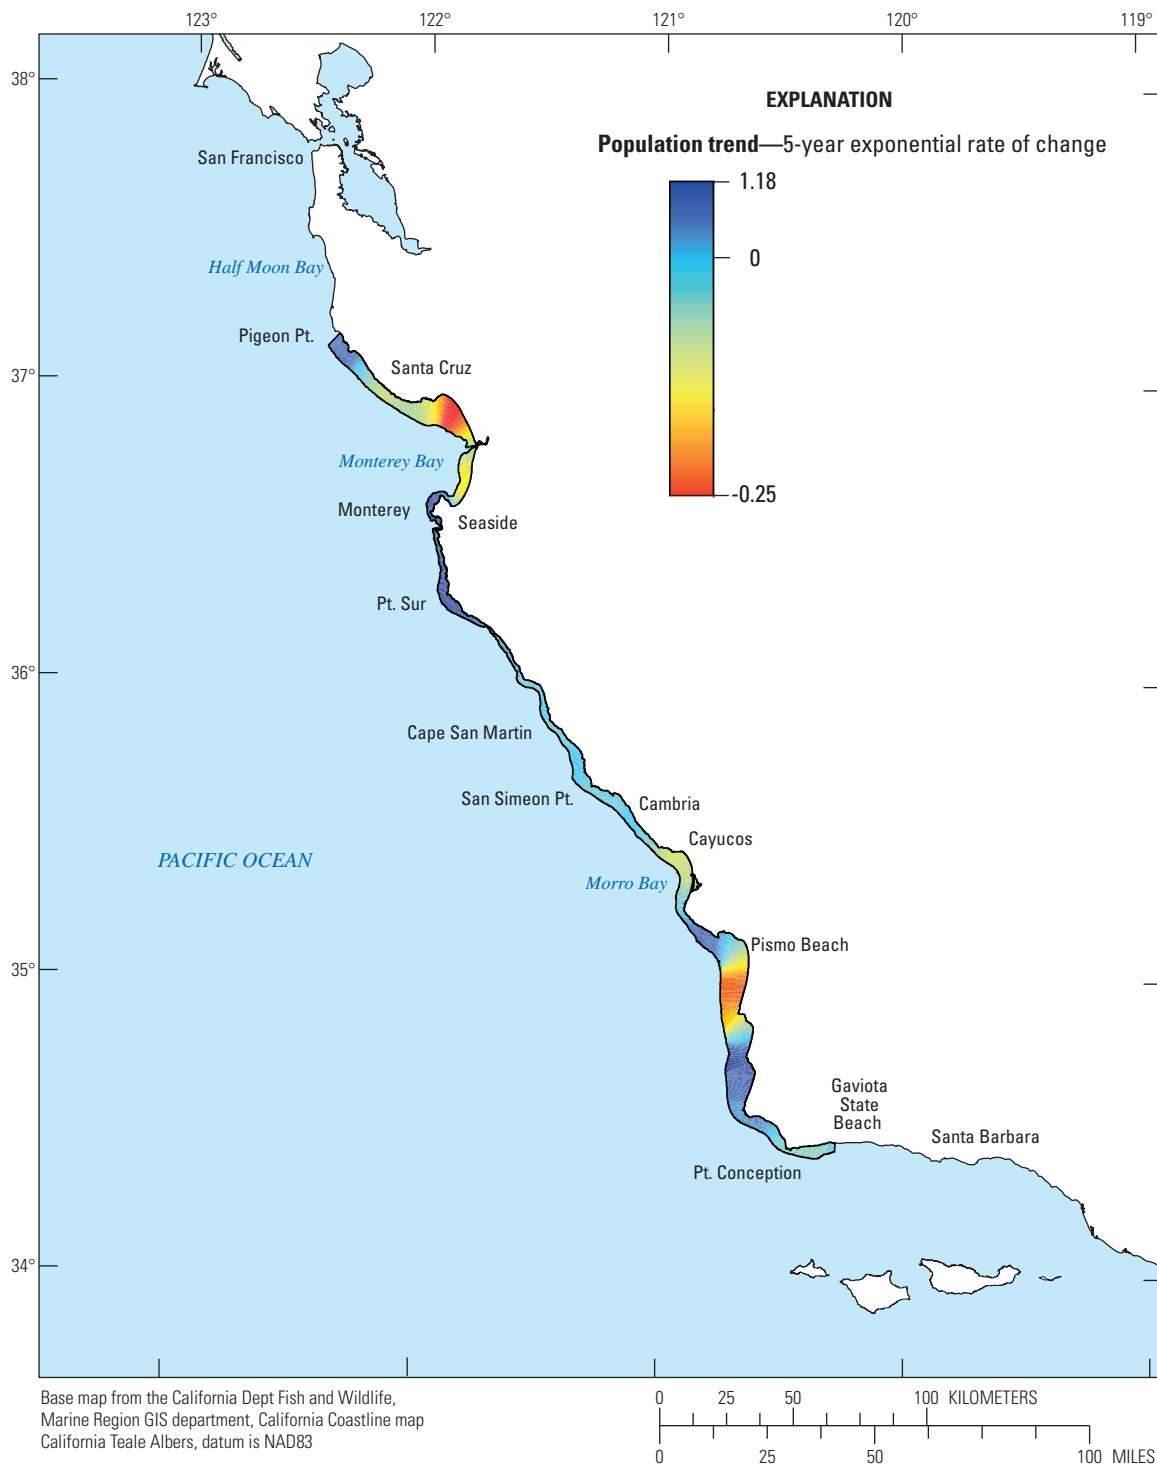 123°
122°
121°
120°
119°
38°
EXPLANATION
Population trend—5-year exponential rate of change
San Francisco
1.18
0
Half Moon Bay
Pigeon Pt.
Santa Cruz
37°
Monterey Bay
-0.25
Monterey
Seaside
Pt. Sur
36°
Cape San Martin
San Simeon Pt.
Cambria
Cayucos
PACIFIC OCEAN
Morro Bay
Pismo Beach
35°
Gaviota
State
Beach
Santa Barbara
Pt. Conception
34°
Base map from the California Dept Fish and Wildlife,
Marine Region GIS department, California Coastline map
California Teale Albers, datum is NAD83
0 25 50 100 KILOMETERS
0 25 50 100 MILES